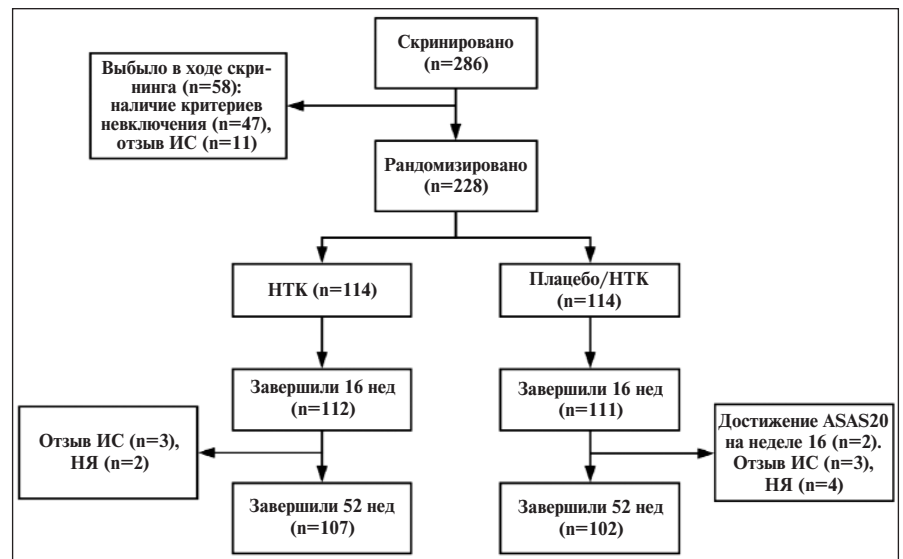 Скринировано
(n=286)
Выбыло в ходе скри-
нинга (n=58):
наличие критериев
невключения (n=47),
отзыв ИС (n=11)
Рандомизировано
(n=228)
НТК (n=114)
Плацебо/НТК
(n=114)
Завершили 16 нед
(n=112)
Завершили 16 нед
(n=111)
Отзыв ИС (n=3),
НЯ (n=2)
Достижение ASAS20
на неделе 16 (n=2).
Отзыв ИС (n=3),
НЯ (n=4)
Завершили 52 нед
(n=107)
Завершили 52 нед
(n=102)